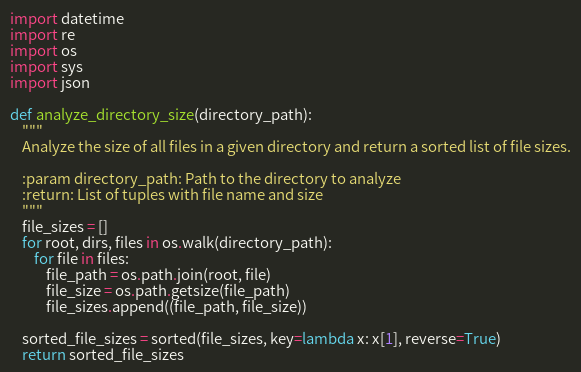 import datetime
import re
import os
import sys
import json

def analyze_directory_size(directory_path):
    """
    Analyze the size of all files in a given directory and return a sorted list of file sizes.

    :param directory_path: Path to the directory to analyze
    :return: List of tuples with file name and size
    """
    file_sizes = []
    for root, dirs, files in os.walk(directory_path):
        for file in files:
            file_path = os.path.join(root, file)
            file_size = os.path.getsize(file_path)
            file_sizes.append((file_path, file_size))

    sorted_file_sizes = sorted(file_sizes, key=lambda x: x[1], reverse=True)
    return sorted_file_sizes